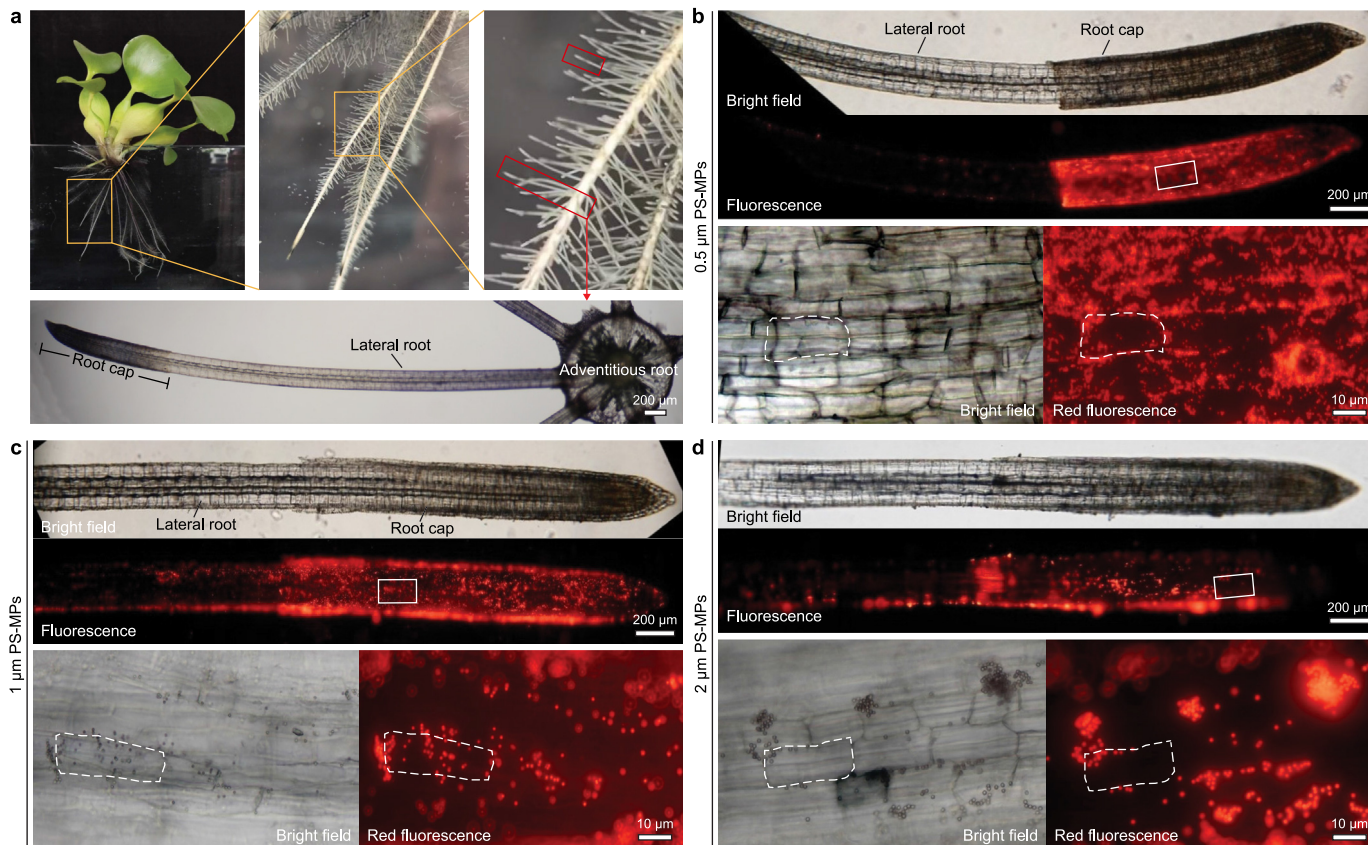 a
Root cap
Lateral root
Adventitious root
200 μm
b
0.5 μm PS-MPs
Lateral root
Root cap
Bright field
Fluorescence
200 μm
Bright field
Red fluorescence
10 μm
c
1 μm PS-MPs
Bright field
Lateral root
Root cap
Fluorescence
200 μm
Bright field
Red fluorescence
10 μm
d
2 μm PS-MPs
Bright field
Fluorescence
200 μm
Bright field
Red fluorescence
10 μm